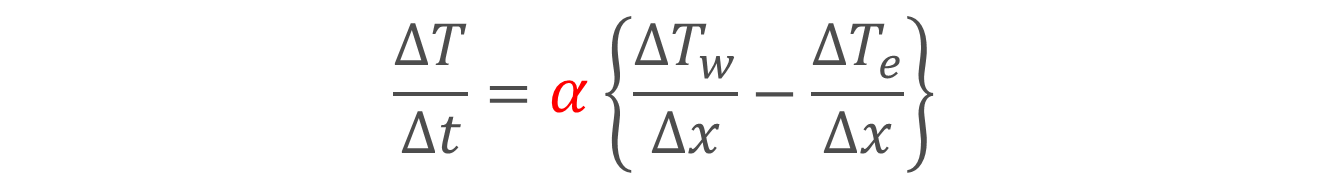 ΔT/Δt = α {ΔT_w/Δx − ΔT_e/Δx}